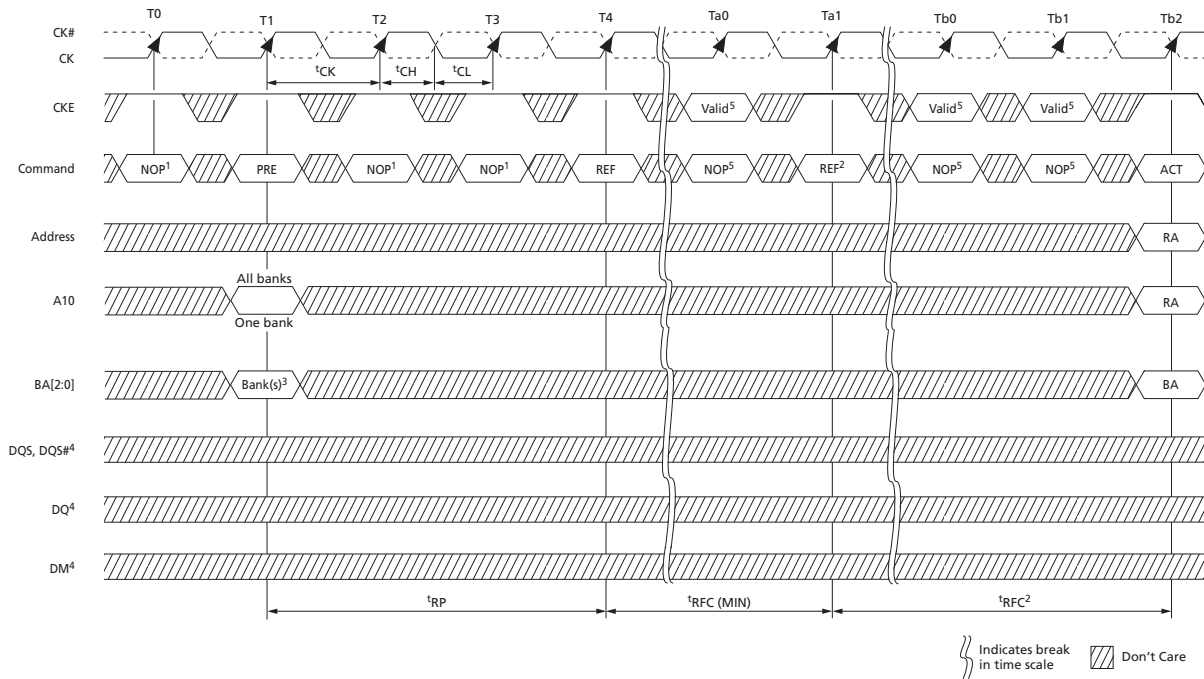 T0 T1 T2 T3 T4 Ta0 Ta1 Tb0 Tb1 Tb2
CK#
CK
tCK tCH tCL
CKE Valid5 Valid5 Valid5
Command NOP1 PRE NOP1 NOP1 REF NOP5 REF2 NOP5 NOP5 ACT
Address RA
All banks
A10 RA
One bank
BA[2:0] Bank(s)3 BA
DQS, DQS#4
DQ4
DM4
tRP tRFC (MIN) tRFC2
Indicates break
in time scale
Don't Care